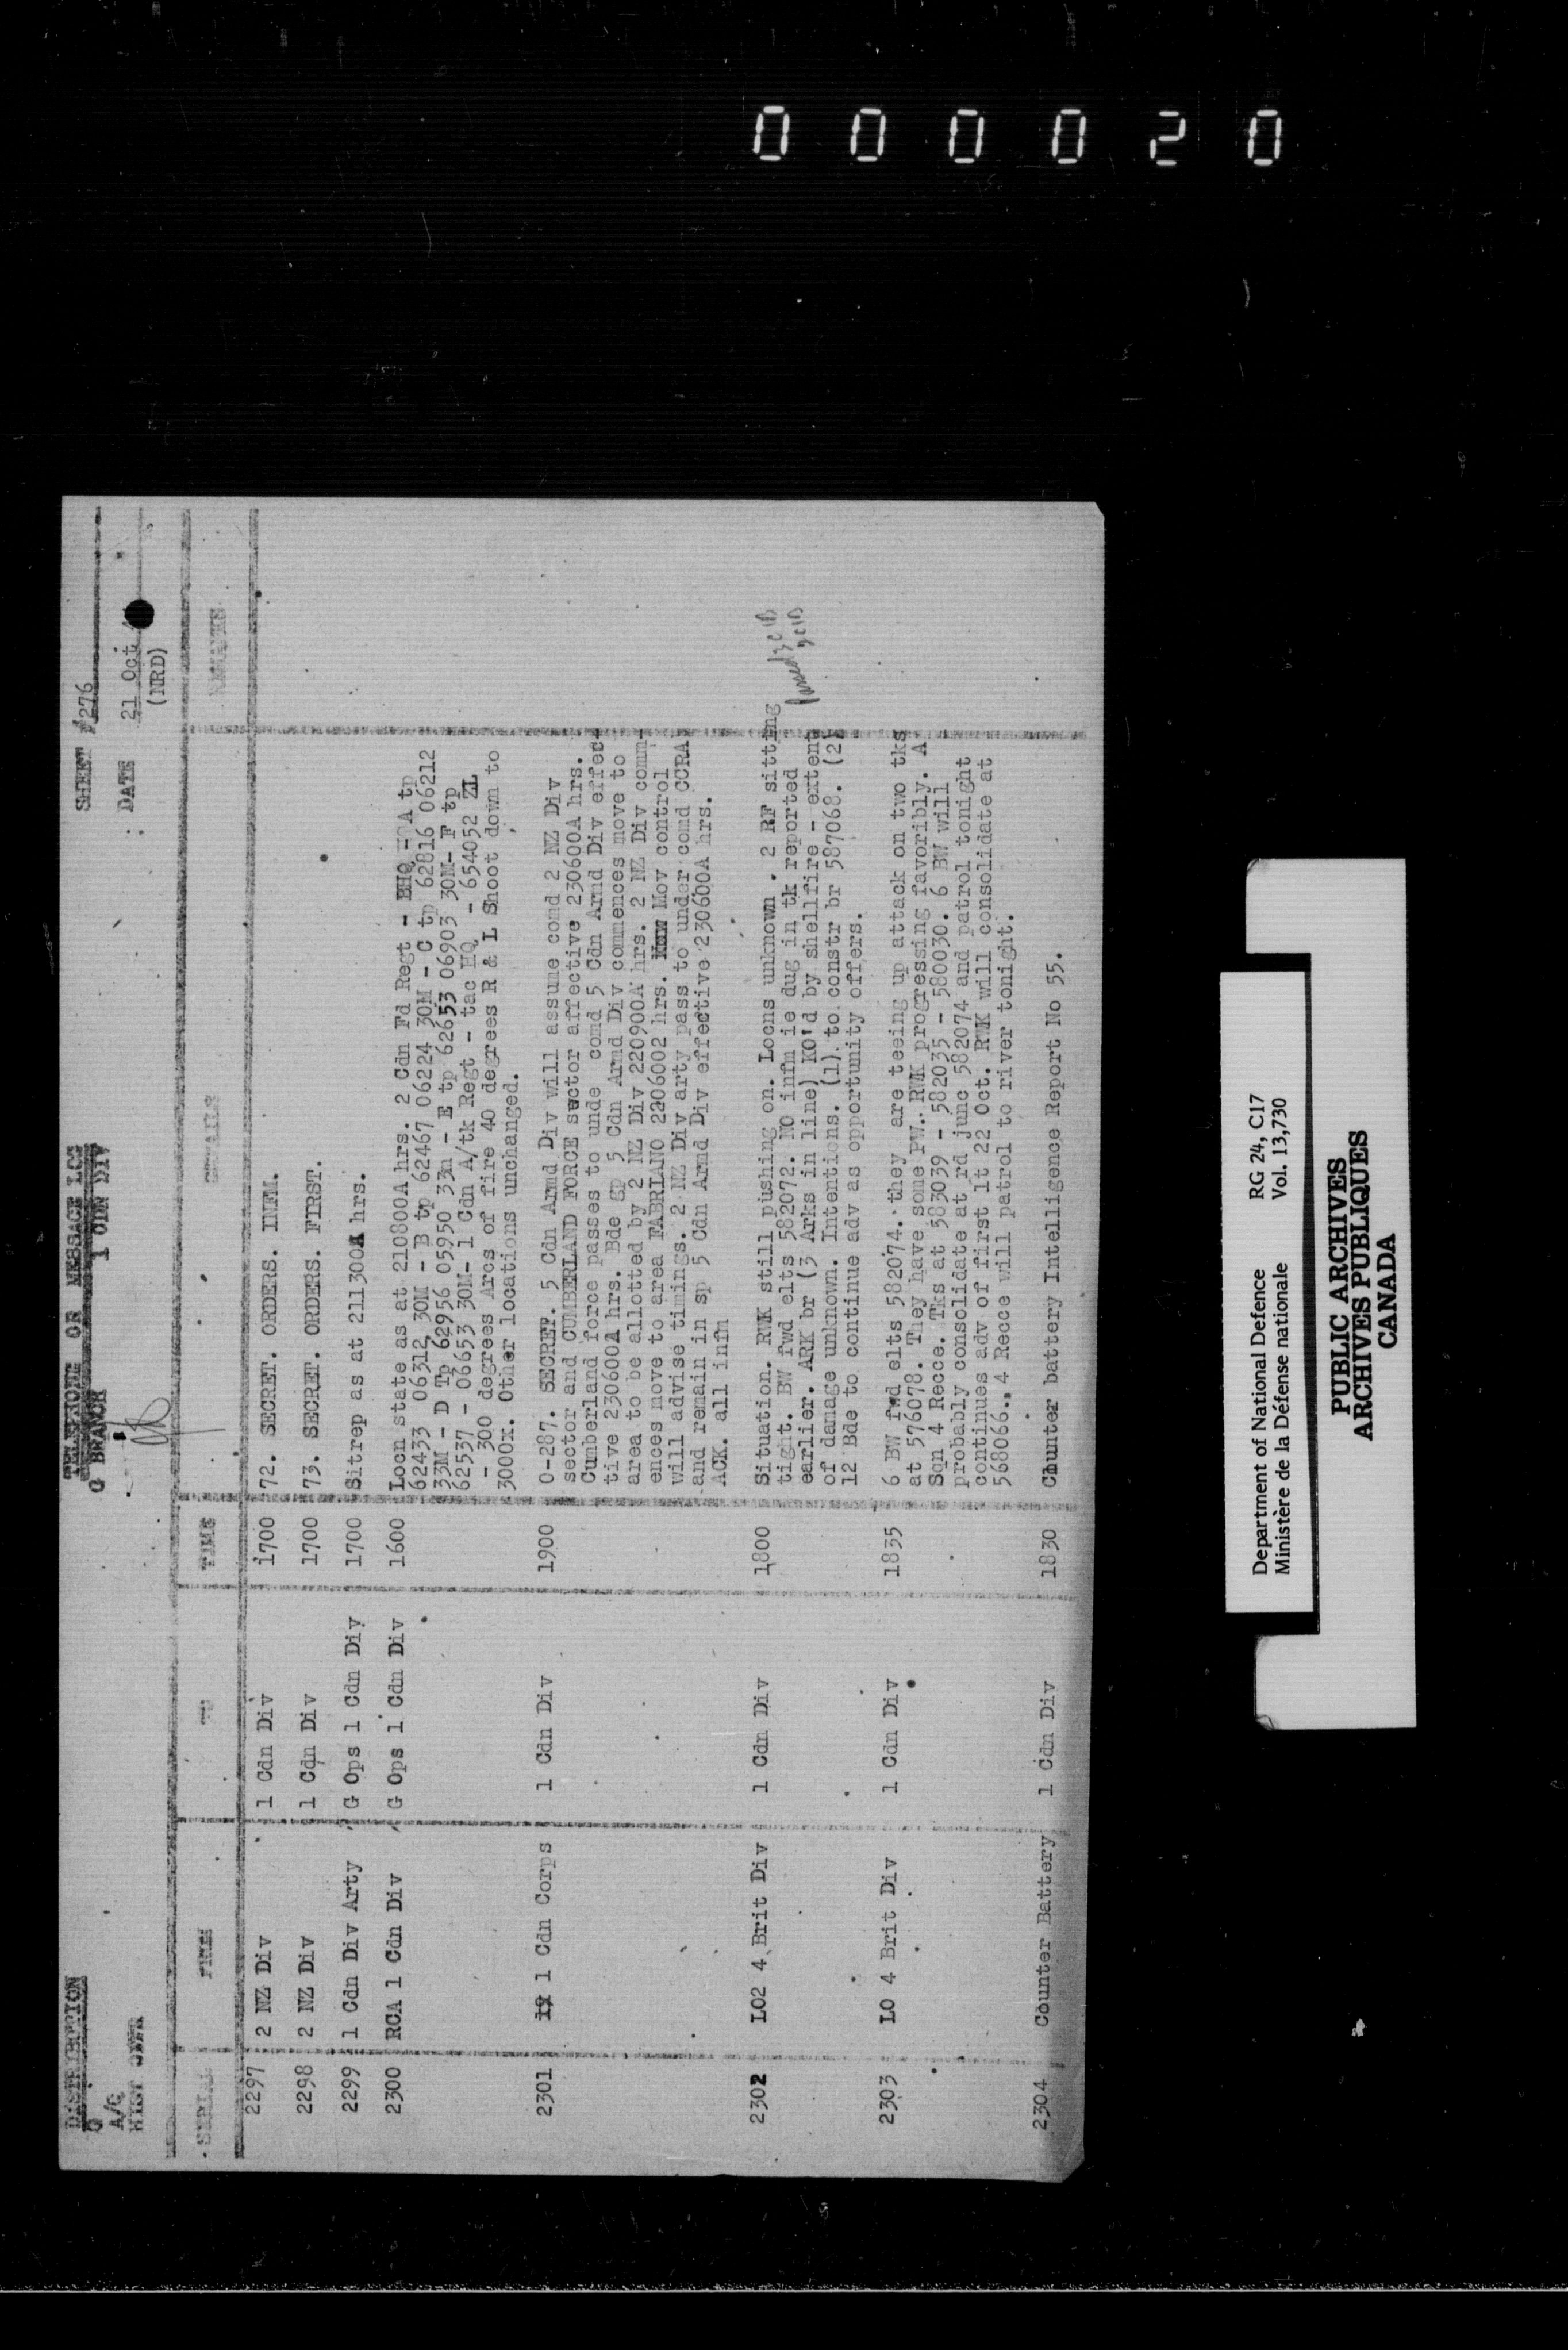 000020
DISTRIBUTION
G
A/Q
HIST OFFR
TELEPHOTE OR MESSAGE LOG
G BRANCH 1 CDN DIV
SHEET #276
DATE 21 Oct
(NRD)
SERIAL FROM TO TIME DETAILS REMARKS
2297 2 NZ Div 1 Cdn Div 1700 72. SECRET. ORDERS. INFM.
2298 2 NZ Div 1 Cdn Div 1700 73. SECRET. ORDERS. FIRST.
2299 1 Cdn Div Arty G Ops 1 Cdn Div 1700 Sitrep as at 211300A hrs.
2300 RCA 1 Cdn Div G Ops 1 Cdn Div 1600 Locn state as at 210800A hrs. 2 Cdn Fd Regt - BHQ - A tp
62433 06312 30M - B tp 62467 06224 30M - C tp 62816 06212
33M - D Tp 62956 05950 33m - E tp 62653 06903 30M- F tp
62537 - 06653 30M- 1 Cdn A/tk Regt - tac HQ - 654052 ZL
- 300 degrees Arcs of fire 40 degrees R & L Shoot down to
3000x. Other locations unchanged.
2301 1 Cdn Corps 1 Cdn Div 1900 O-287. SECRET. 5 Cdn Armd Div will assume comd 2 NZ Div
sector and CUMBERLAND FORCE sector affective 230600A hrs.
Cumberland force passes to unde comd 5 Cdn Armd Div effec-
tive 230600A hrs. Bde gp 5 Cdn Armd Div commences move to
area to be allotted by 2 NZ Div 220900A hrs. 2 NZ Div comm-
ences move to area FABRIANO 2206002 hrs. Mov control
will advise timings. 2 NZ Div arty pass to under comd CCRA
and remain in sp 5 Cdn Armd Div effective 230600A hrs.
ACK. all infm
2302 LO2 4 Brit Div 1 Cdn Div 1800 Situation. RWK still pushing on. Locns unknown. 2 RF sitting
tight. BW fwd elts 582072. NO infm ie dug in tk reported
earlier. ARK br (3 Arks in line) KO'd by shellfire - extent
of damage unknown. Intentions. (1) to constr br 587068. (2)
12 Bde to continue adv as opportunity offers.
2303 LO 4 Brit Div 1 Cdn Div 1835 6 BW fwd elts 582074. they are teeing up attack on two tks
at 576078. They have some PW. RWK progressing favoribly. A
Sqn 4 Recce. Tks at 583039 - 582035 - 580030. 6 BW will
probably consolidate at rd junc 582074 and patrol tonight -
continues adv of first lt 22 Oct. RWK will consolidate at
568066.. 4 Recce will patrol to river tonight.
2304 Counter Battery 1 Cdn Div 1830 Counter battery Intelligence Report No 55.
Department of National Defence RG 24, C17
Ministère de la Défense nationale Vol. 13,730
PUBLIC ARCHIVES
ARCHIVES PUBLIQUES
CANADA